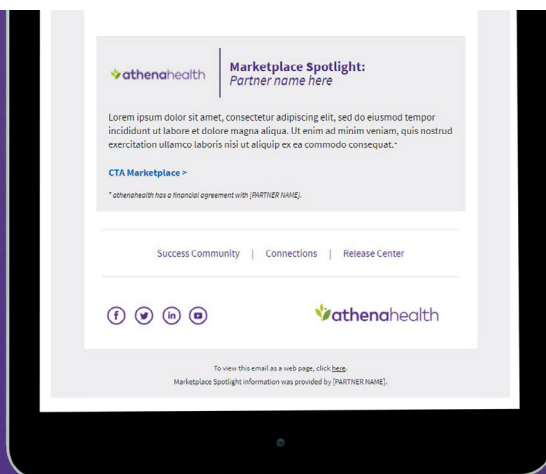 athenahealth
Marketplace Spotlight:
Partner name here
Lorem ipsum dolor sit amet, consectetur adipiscing elit, sed do eiusmod tempor
incididunt ut labore et dolore magna aliqua. Ut enim ad minim veniam, quis nostrud
exercitation ullamco laboris nisi ut aliquip ex ea commodo consequat.*
CTA Marketplace >
* athenahealth has a financial agreement with [PARTNER NAME].
Success Community | Connections | Release Center
athenahealth
To view this email as a web page, click here.
Marketplace Spotlight information was provided by [PARTNER NAME].